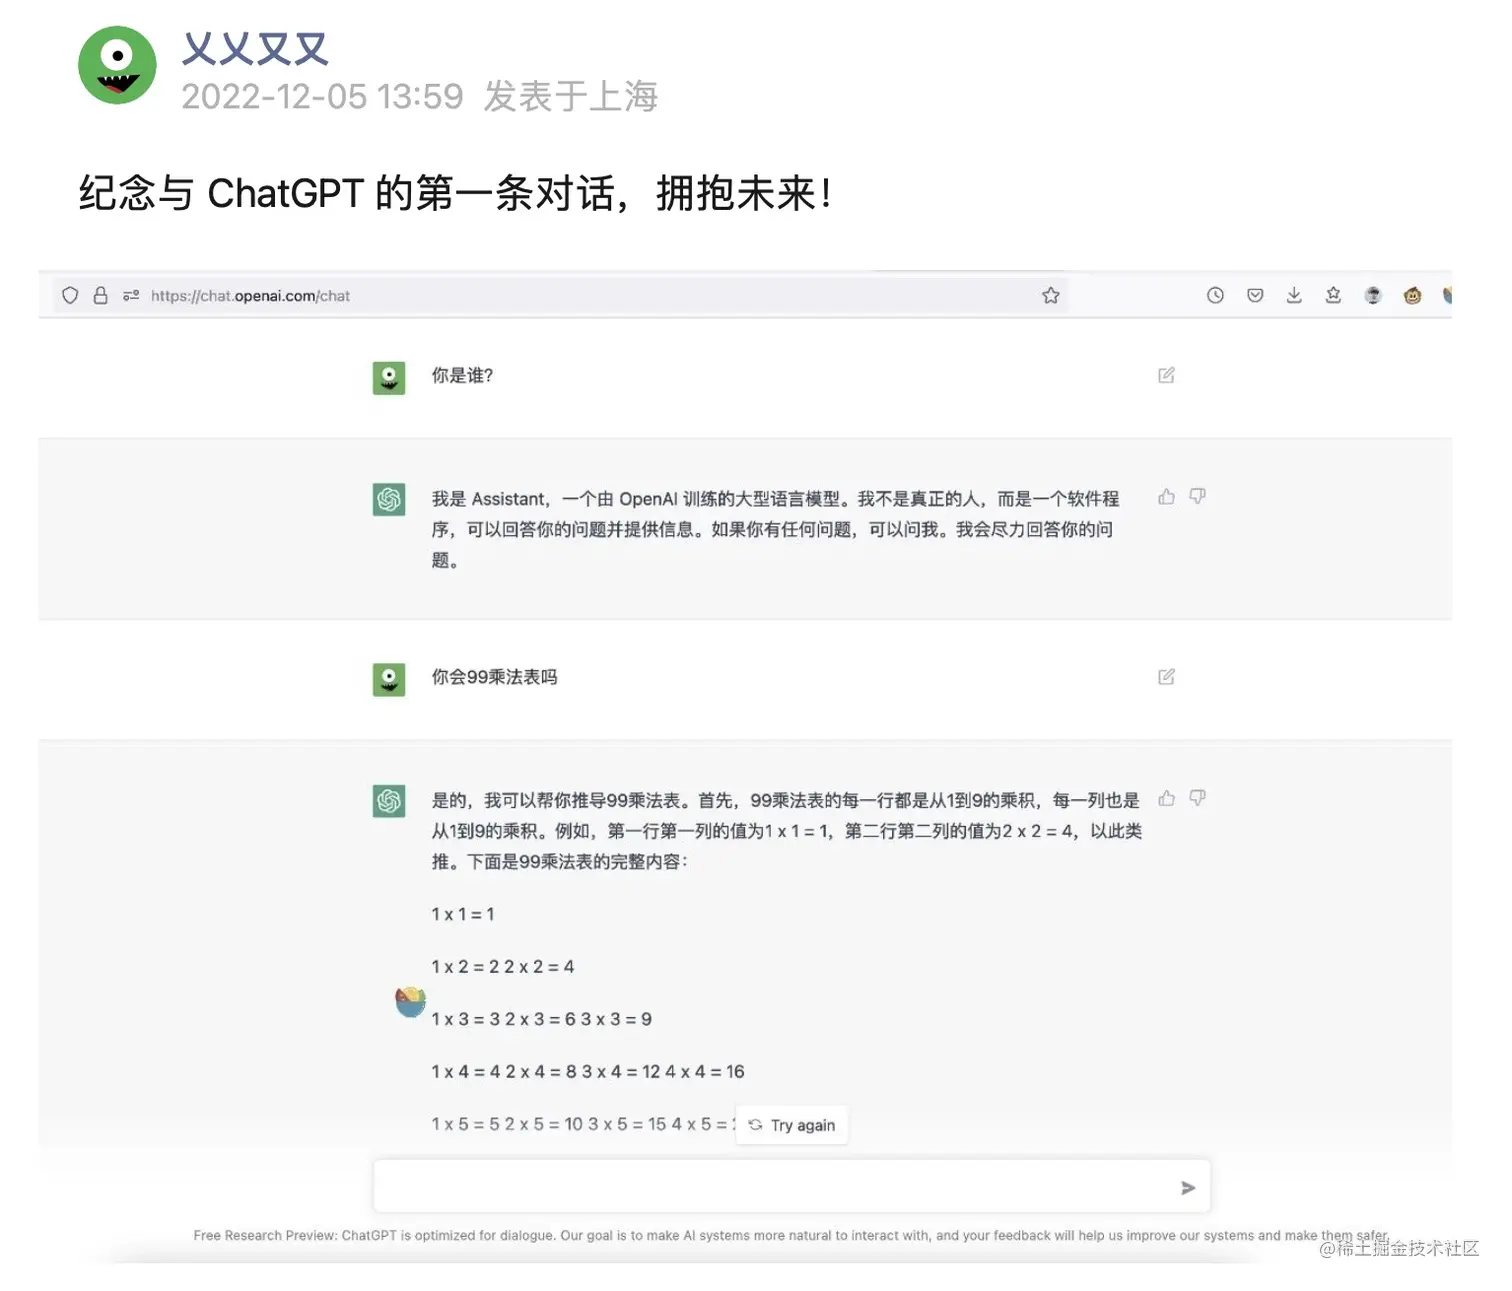 乂乂又又
2022-12-05 13:59 发表于上海
纪念与 ChatGPT 的第一条对话，拥抱未来！
https://chat.openai.com/chat
你是谁？
我是 Assistant，一个由 OpenAI 训练的大型语言模型。我不是真正的人，而是一个软件程
序，可以回答你的问题并提供信息。如果你有任何问题，可以问我。我会尽力回答你的问
题。
你会99乘法表吗
是的，我可以帮你推导99乘法表。首先，99乘法表的每一行都是从1到9的乘积，每一列也是
从1到9的乘积。例如，第一行第一列的值为1 x 1 = 1，第二行第二列的值为2 x 2 = 4，以此类
推。下面是99乘法表的完整内容：
1 x 1 = 1
1 x 2 = 2 2 x 2 = 4
1 x 3 = 3 2 x 3 = 6 3 x 3 = 9
1 x 4 = 4 2 x 4 = 8 3 x 4 = 12 4 x 4 = 16
1 x 5 = 5 2 x 5 = 10 3 x 5 = 15 4 x 5 =
Try again
Free Research Preview: ChatGPT is optimized for dialogue. Our goal is to make AI systems more natural to interact with, and your feedback will help us improve our systems and make them safer.
@稀土掘金技术社区